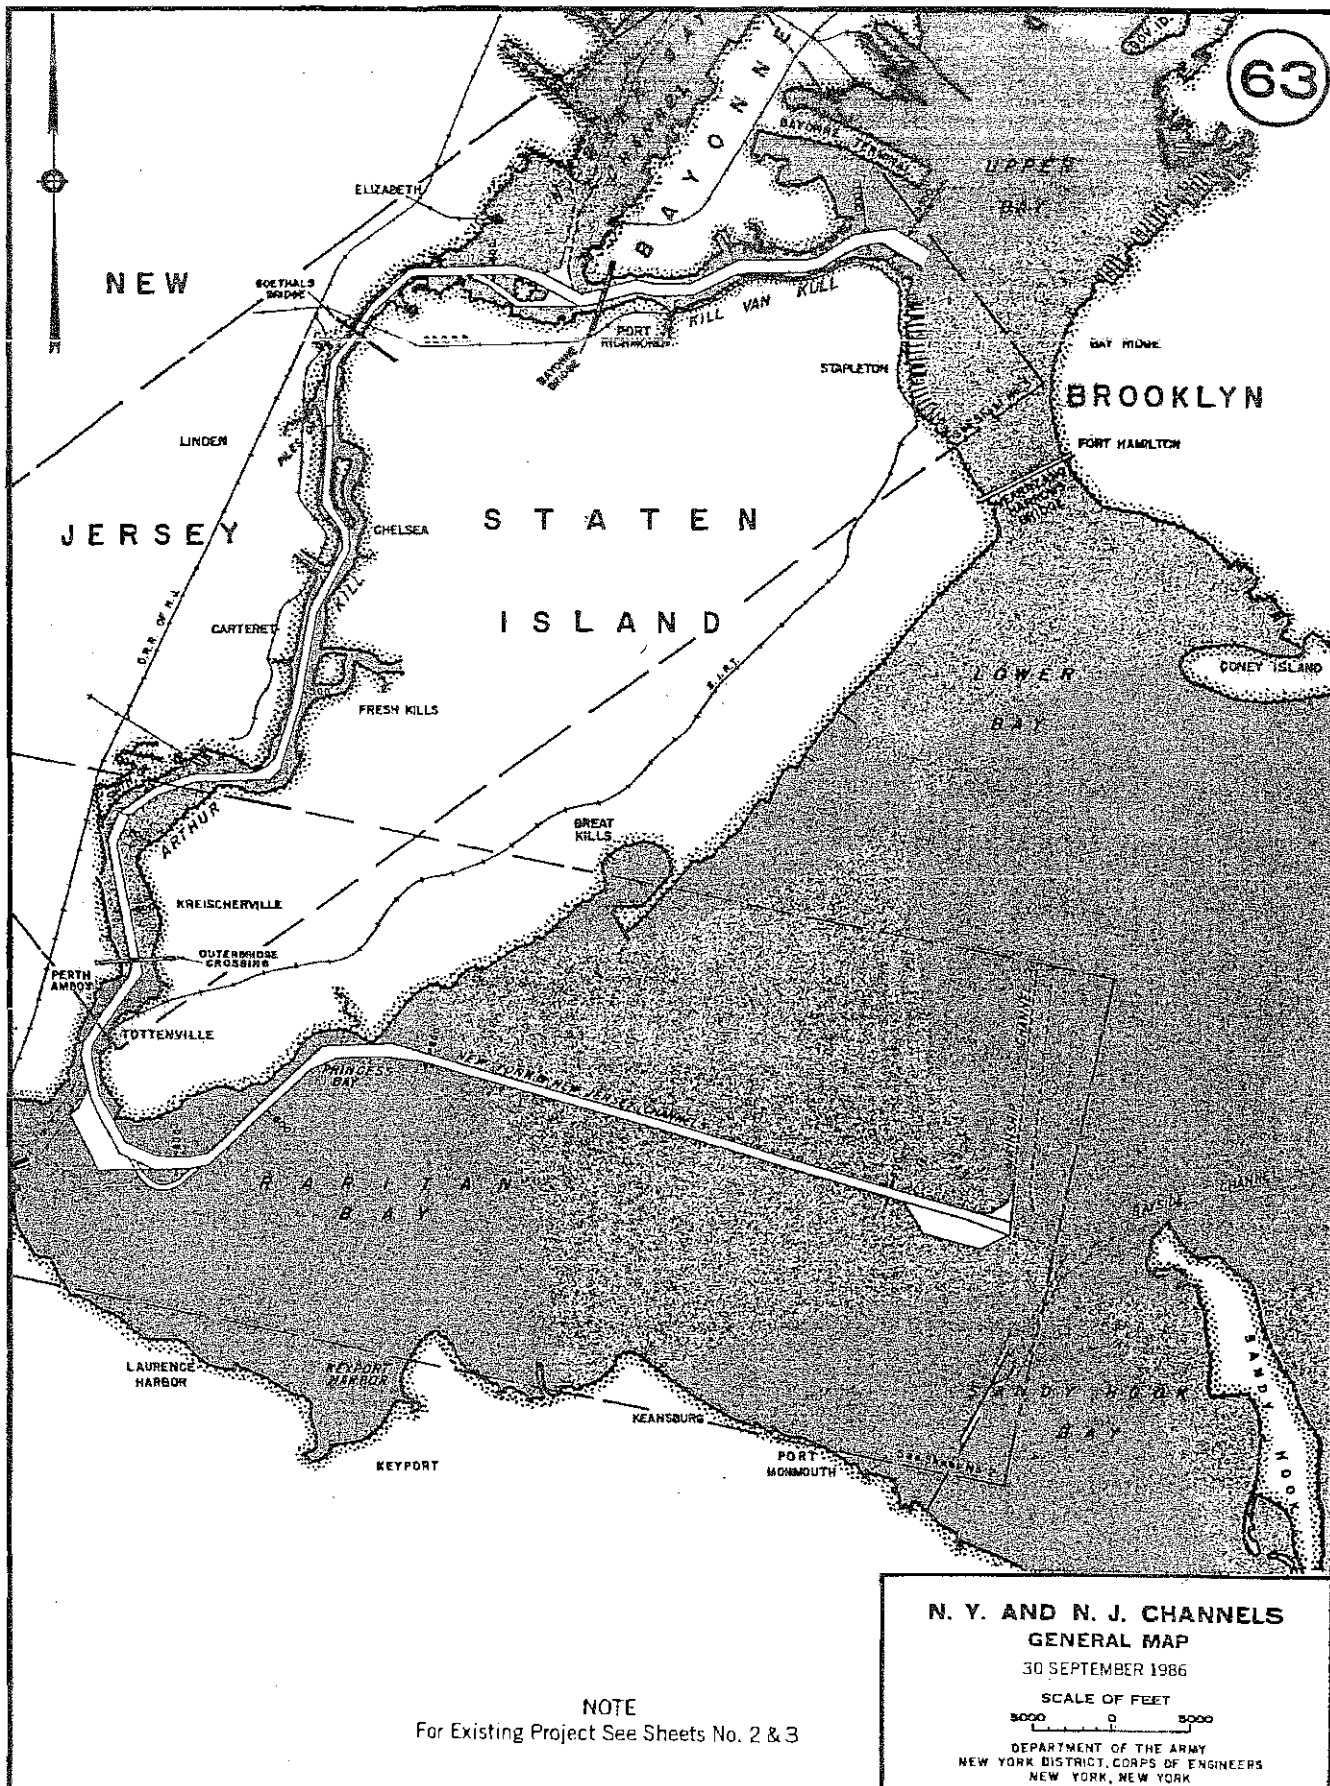 63
UPPER
BAY
BAYONNE TERMINAL
BAYONNE
ELIZABETH
NEW
GOETHALS
BRIDGE
KILL VAN KULL
PORT
RICHMOND
BAYONNE
BRIDGE
STAPLETON
BAY RIDGE
BROOKLYN
FORT HAMILTON
LINDEN
JERSEY
CHELSEA
STATEN
ISLAND
KILL
CARTERET
C.R.R. OF N.J.
S.I.R.T.
LOWER
BAY
CONEY ISLAND
FRESH KILLS
ARTHUR
GREAT
KILLS
KREISCHERVILLE
OUTERBRIDGE
CROSSING
PERTH
AMBOY
TOTTENVILLE
PRINCESS
BAY
RARITAN
BAY
LAURENCE
HARBOR
KEYPORT
HARBOR
KEYPORT
KEANSBURG
PORT
MONMOUTH
SANDY HOOK
BAY
SANDY HOOK
NOTE
For Existing Project See Sheets No. 2 & 3
N. Y. AND N. J. CHANNELS
GENERAL MAP
30 SEPTEMBER 1986
SCALE OF FEET
5000 0 5000
DEPARTMENT OF THE ARMY
NEW YORK DISTRICT, CORPS OF ENGINEERS
NEW YORK, NEW YORK